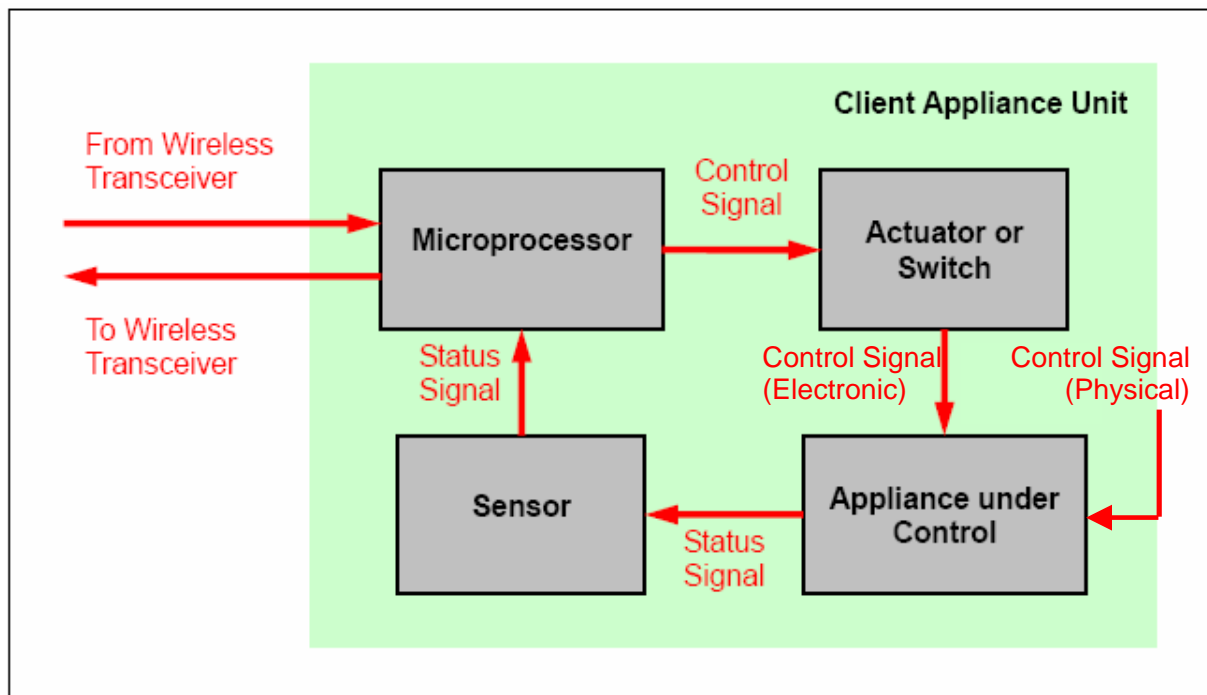 Client Appliance Unit
From Wireless
Transceiver
Control
Signal
Microprocessor
Actuator or
Switch
To Wireless
Transceiver
Status
Signal
Control Signal
(Electronic)
Control Signal
(Physical)
Sensor
Appliance under
Control
Status
Signal